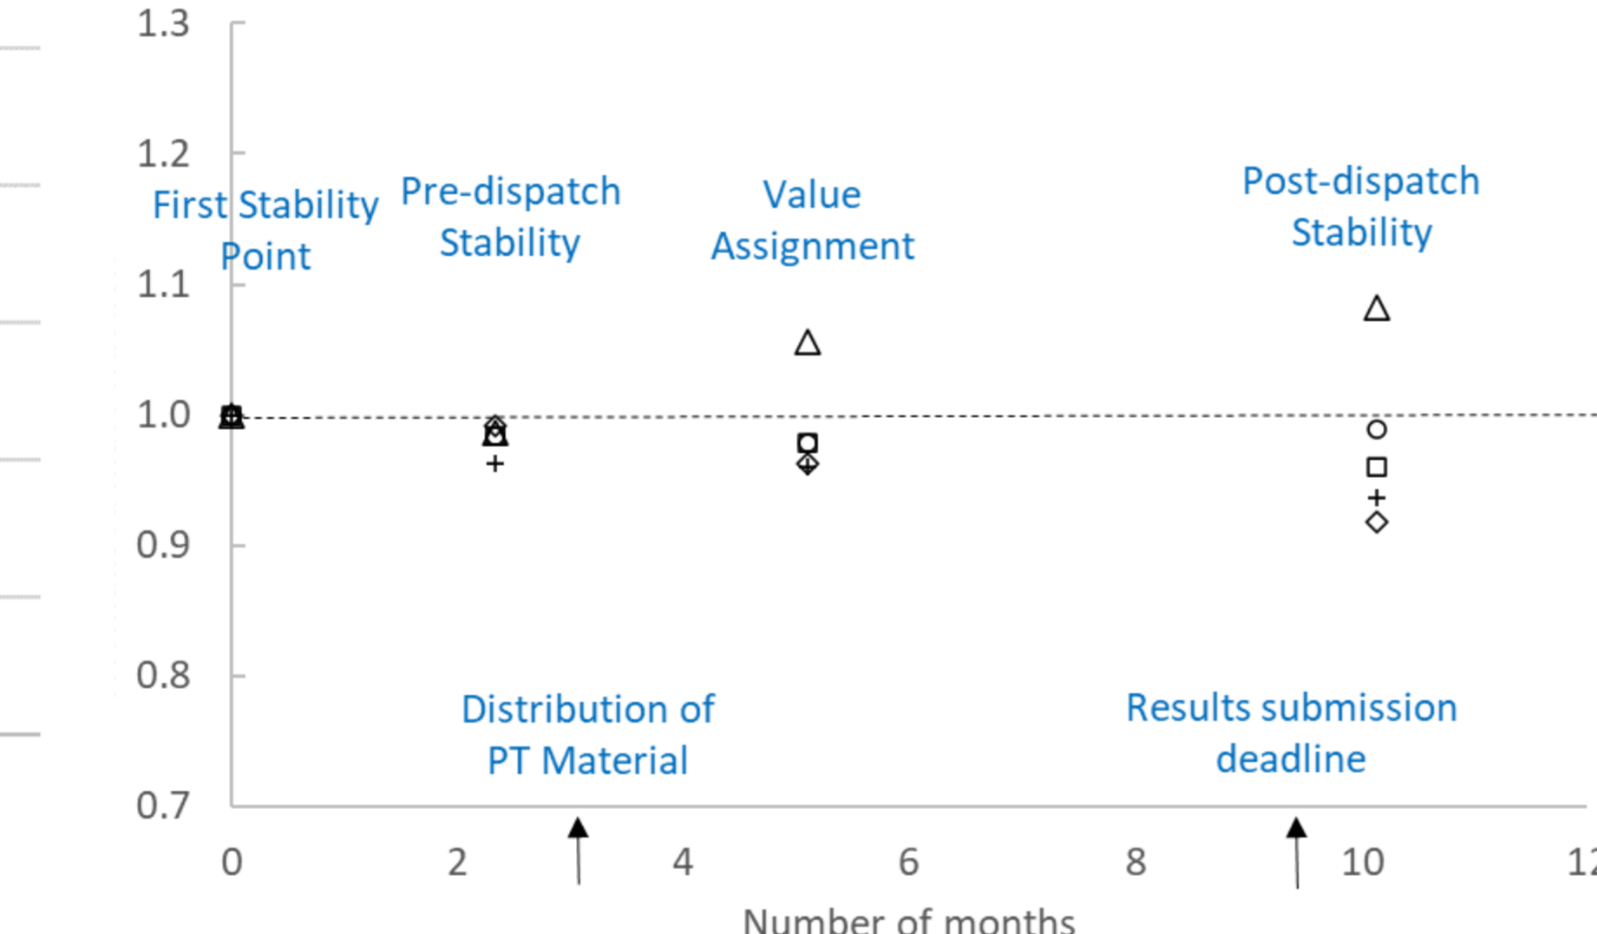 1.3
1.2
First Stability
Point
Pre-dispatch
Stability
Value
Assignment
Post-dispatch
Stability
1.1
1.0
0.9
0.8
Distribution of
PT Material
Results submission
deadline
0.7
0 2 4 6 8 10 12
Number of months